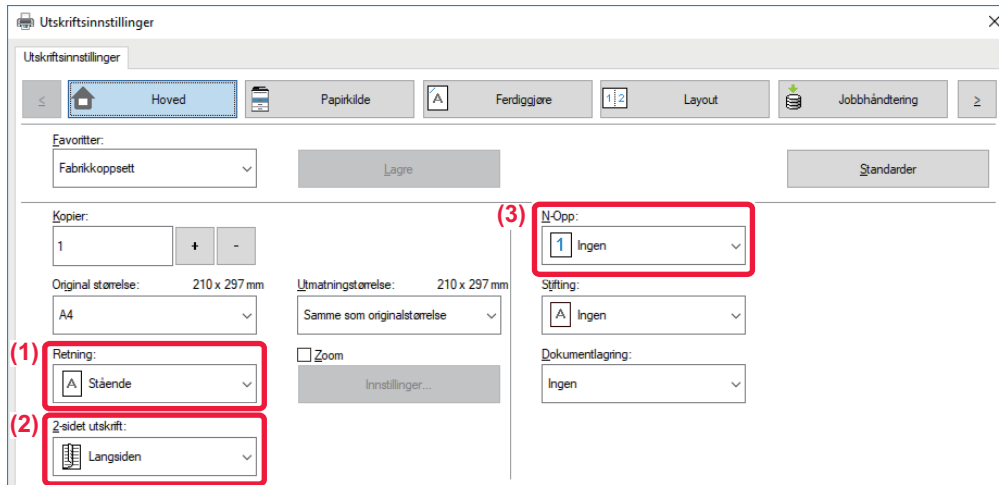 Utskriftsinnstillinger
Utskriftsinnstillinger
< Hoved Papirkilde Ferdiggjøre Layout Jobbhåndtering >
Favoritter:
Fabrikkoppsett Lagre Standarder
Kopier: (3) N-Opp:
1 + - 1 Ingen
Original størrelse: 210 x 297 mm Utmatningstørrelse: 210 x 297 mm Stifting:
A4 Samme som originalstørrelse A Ingen
(1) Retning: Zoom Dokumentlagring:
A Stående Innstillinger... Ingen
(2) 2-sidet utskrift:
Langsiden